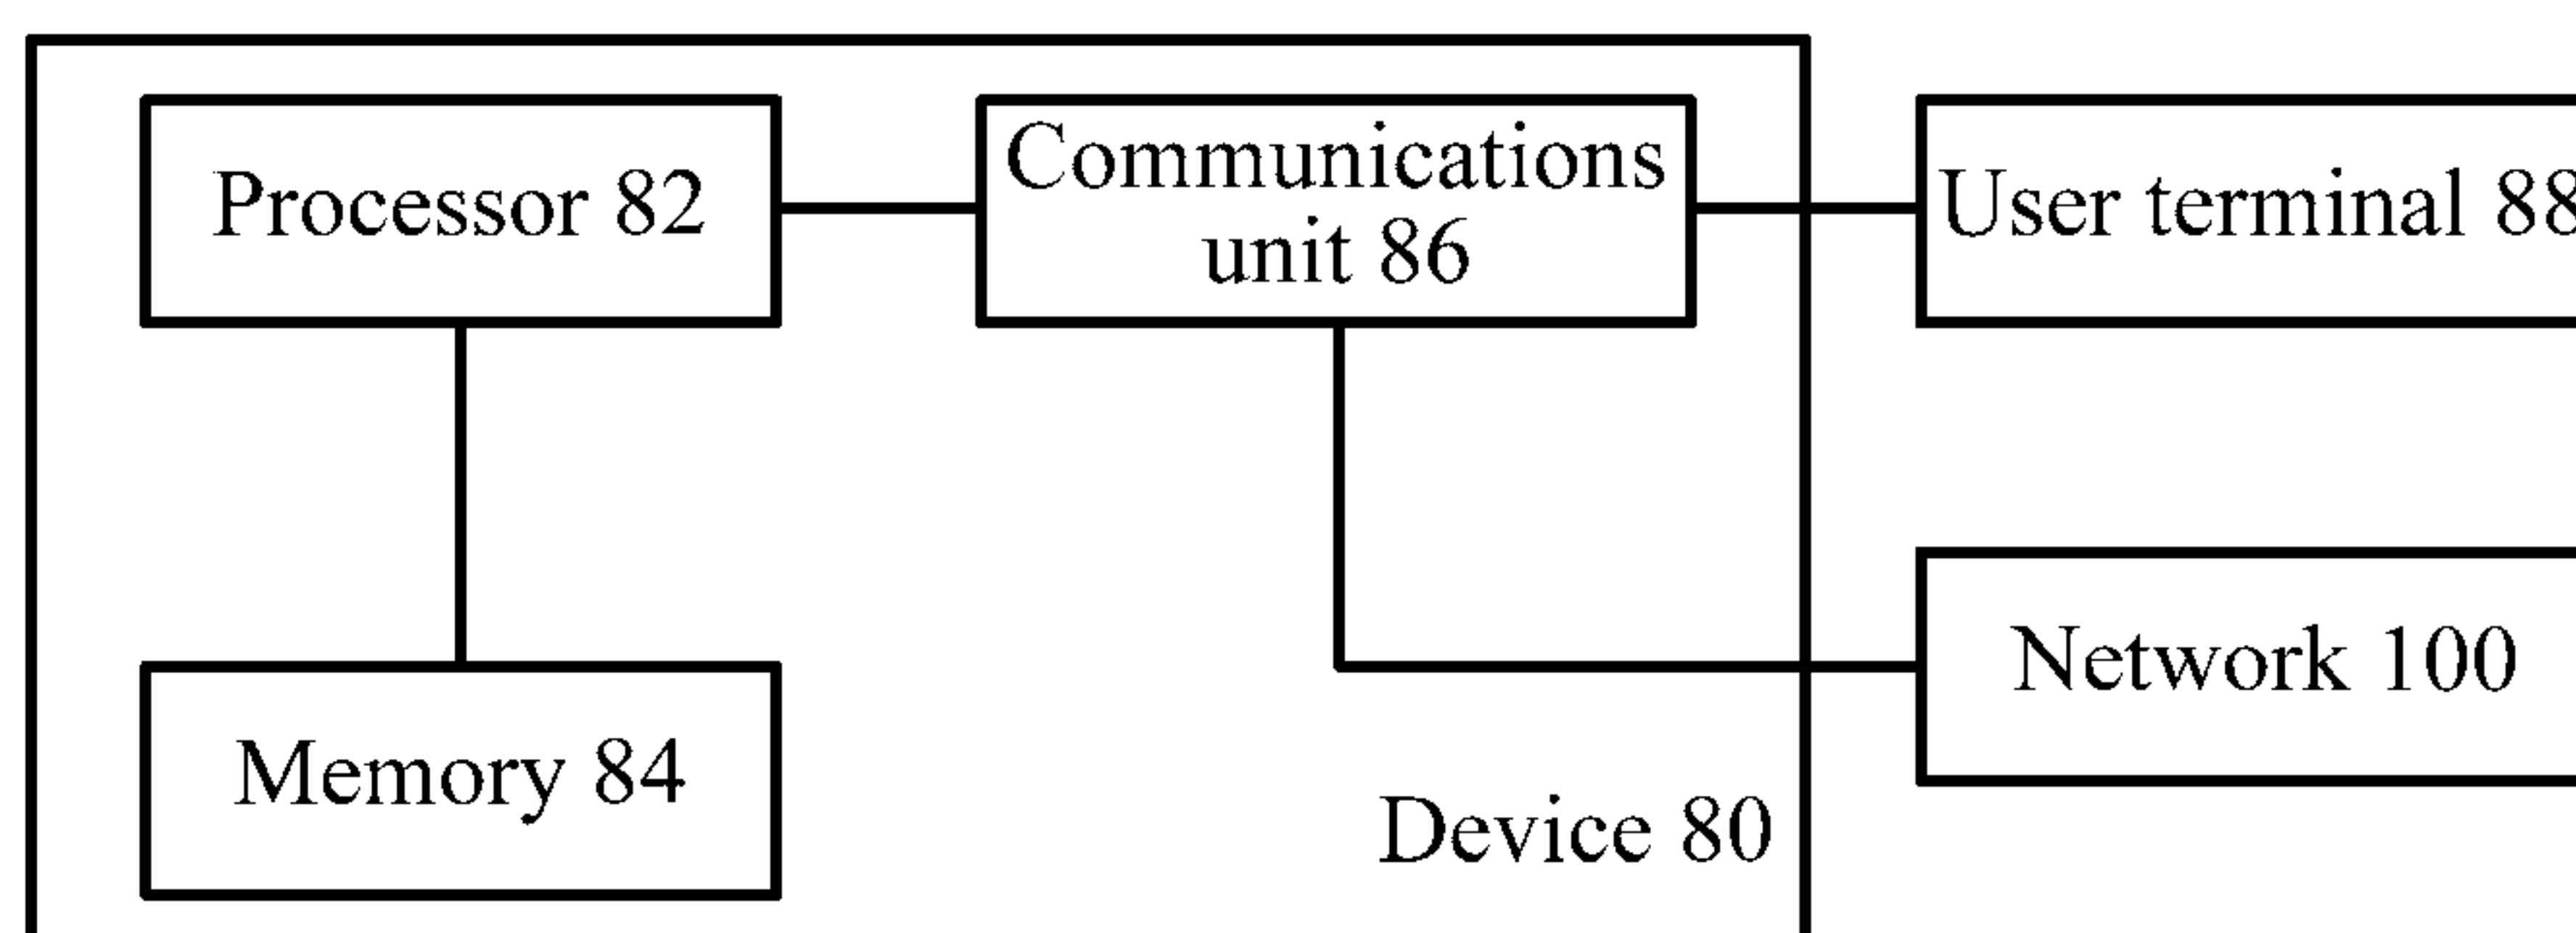 Processor 82
Communications
unit 86
User terminal 88
Memory 84
Network 100
Device 80